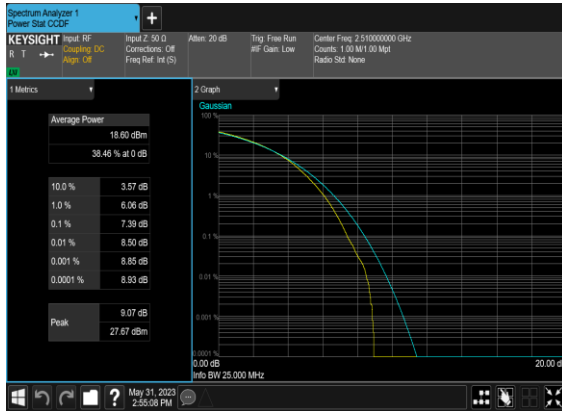 Spectrum Analyzer 1
Power Stat CCDF
KEYSIGHT
R T
LXI
Input: RF
Coupling: DC
Align: Off
Input Z: 50 Ω
Corrections: Off
Freq Ref: Int (S)
Atten: 20 dB
Trig: Free Run
#IF Gain: Low
Center Freq: 2.510000000 GHz
Counts: 1.00 M/1.00 Mpt
Radio Std: None
1 Metrics
Average Power
18.60 dBm
38.46 % at 0 dB
10.0 % 3.57 dB
1.0 % 6.06 dB
0.1 % 7.39 dB
0.01 % 8.50 dB
0.001 % 8.85 dB
0.0001 % 8.93 dB
Peak
9.07 dB
27.67 dBm
2 Graph
Gaussian
100 %
10 %
1 %
0.1 %
0.01 %
0.001 %
0.0001 %
0.00 dB
20.00 dB
Info BW 25.000 MHz
?
May 31, 2023
2:55:08 PM